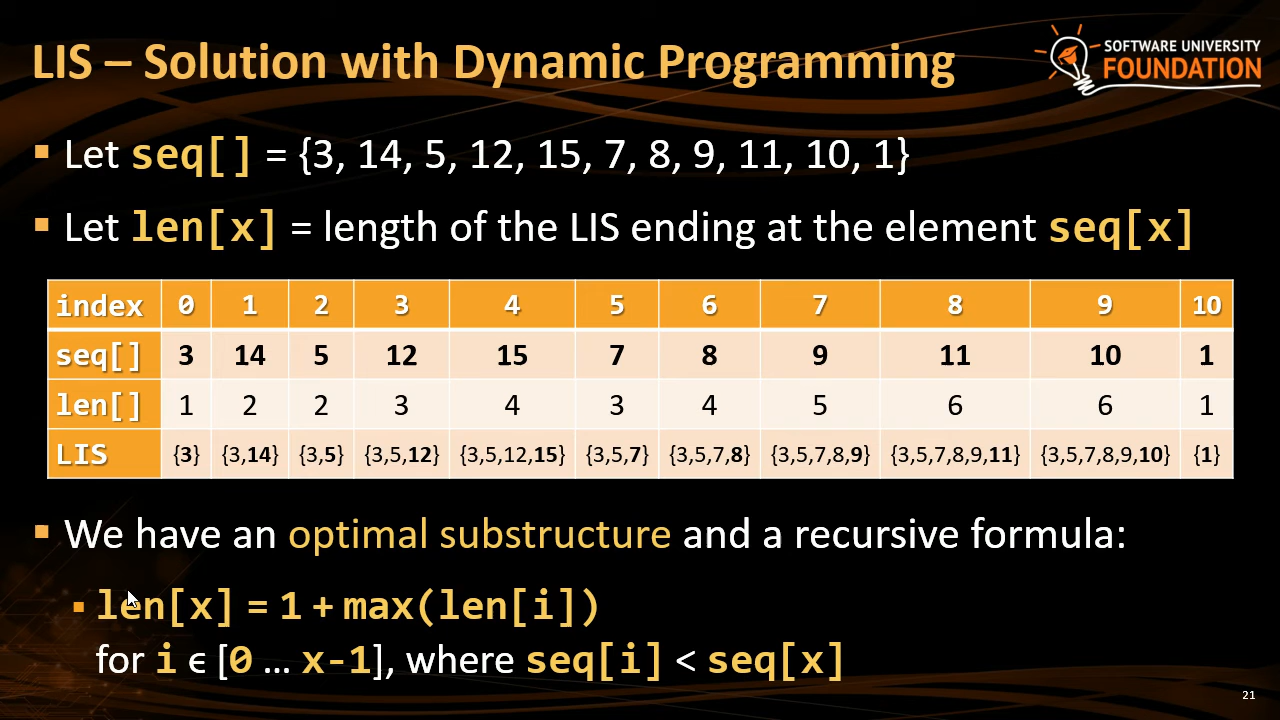 LIS – Solution with Dynamic Programming
SOFTWARE UNIVERSITY
FOUNDATION
Let seq[] = {3, 14, 5, 12, 15, 7, 8, 9, 11, 10, 1}
Let len[x] = length of the LIS ending at the element seq[x]
index 0 1 2 3 4 5 6 7 8 9 10
seq[] 3 14 5 12 15 7 8 9 11 10 1
len[] 1 2 2 3 4 3 4 5 6 6 1
LIS {3} {3,14} {3,5} {3,5,12} {3,5,12,15} {3,5,7} {3,5,7,8} {3,5,7,8,9} {3,5,7,8,9,11} {3,5,7,8,9,10} {1}
We have an optimal substructure and a recursive formula:
len[x] = 1 + max(len[i])
for i ϵ [0 … x-1], where seq[i] < seq[x]
21